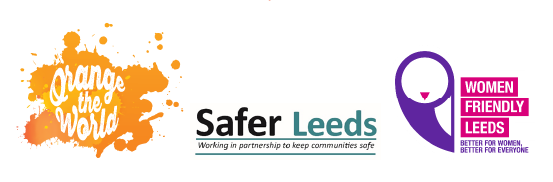 Orange
the
World
Safer Leeds
Working in partnership to keep communities safe
WOMEN
FRIENDLY
LEEDS
BETTER FOR WOMEN,
BETTER FOR EVERYONE